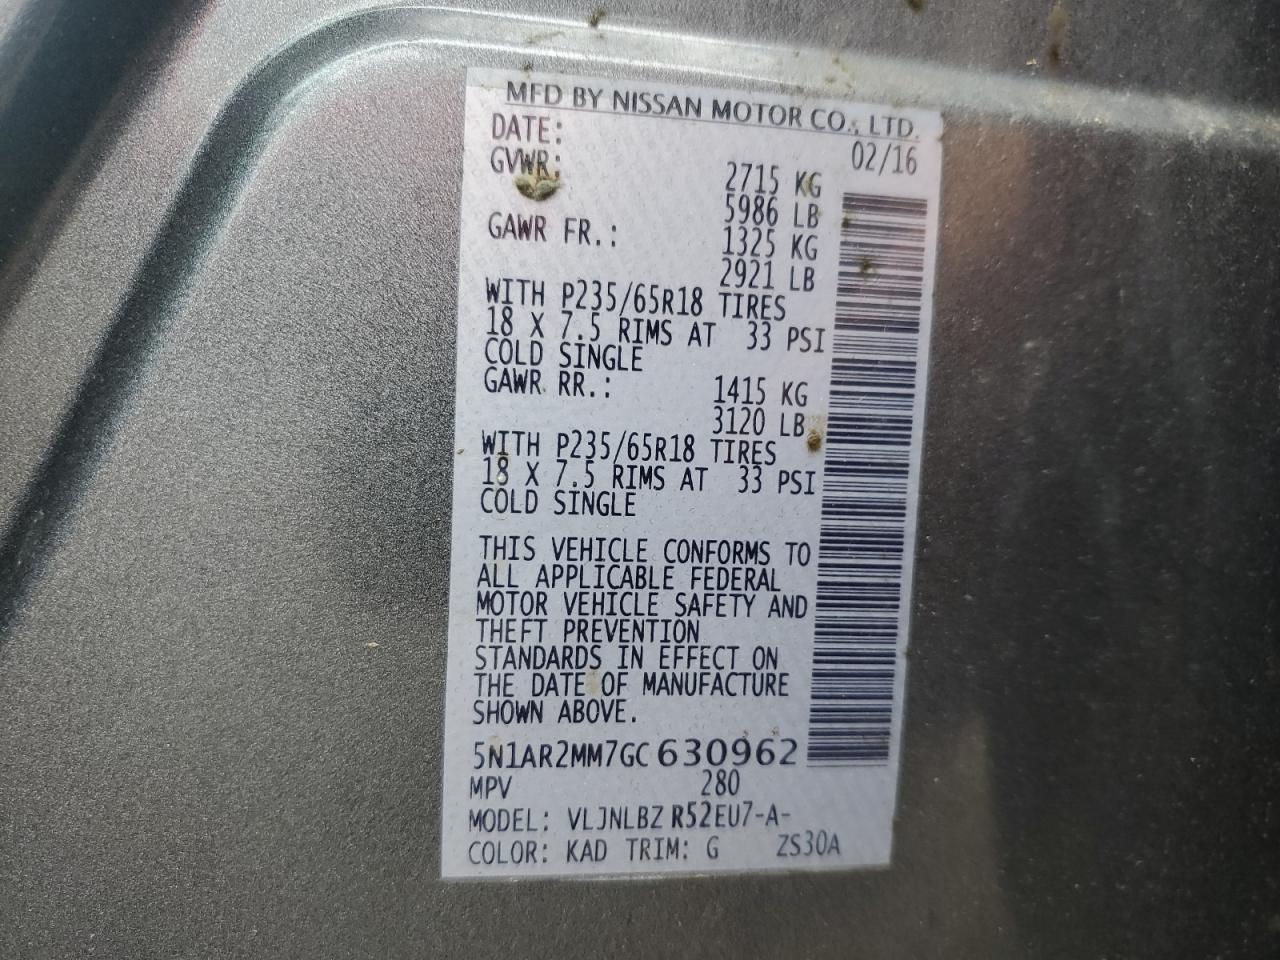 MFD BY NISSAN MOTOR CO., LTD.
DATE: 02/16
GVWR: 2715 KG
5986 LB
GAWR FR.: 1325 KG
2921 LB
WITH P235/65R18 TIRES
18 X 7.5 RIMS AT 33 PSI
COLD SINGLE
GAWR RR.: 1415 KG
3120 LB
WITH P235/65R18 TIRES
18 X 7.5 RIMS AT 33 PSI
COLD SINGLE
THIS VEHICLE CONFORMS TO
ALL APPLICABLE FEDERAL
MOTOR VEHICLE SAFETY AND
THEFT PREVENTION
STANDARDS IN EFFECT ON
THE DATE OF MANUFACTURE
SHOWN ABOVE.
5N1AR2MM7GC630962
MPV 280
MODEL: VLJNLBZ R52EU7-A-
COLOR: KAD TRIM: G ZS30A